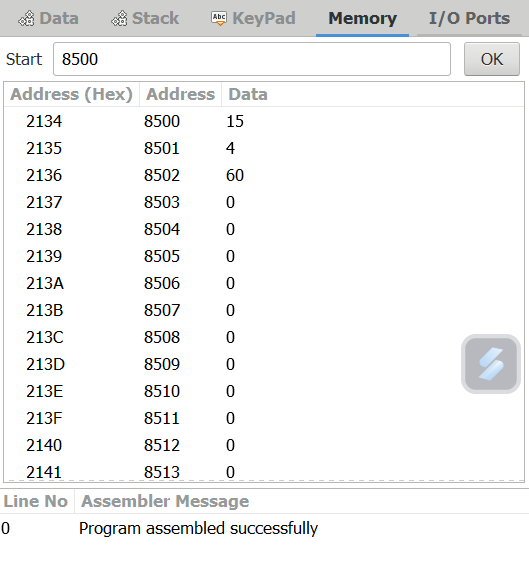 Data Stack Abc KeyPad Memory I/O Ports
Start 8500 OK
Address (Hex) Address Data
2134 8500 15
2135 8501 4
2136 8502 60
2137 8503 0
2138 8504 0
2139 8505 0
213A 8506 0
213B 8507 0
213C 8508 0
213D 8509 0
213E 8510 0
213F 8511 0
2140 8512 0
2141 8513 0
Line No Assembler Message
0 Program assembled successfully